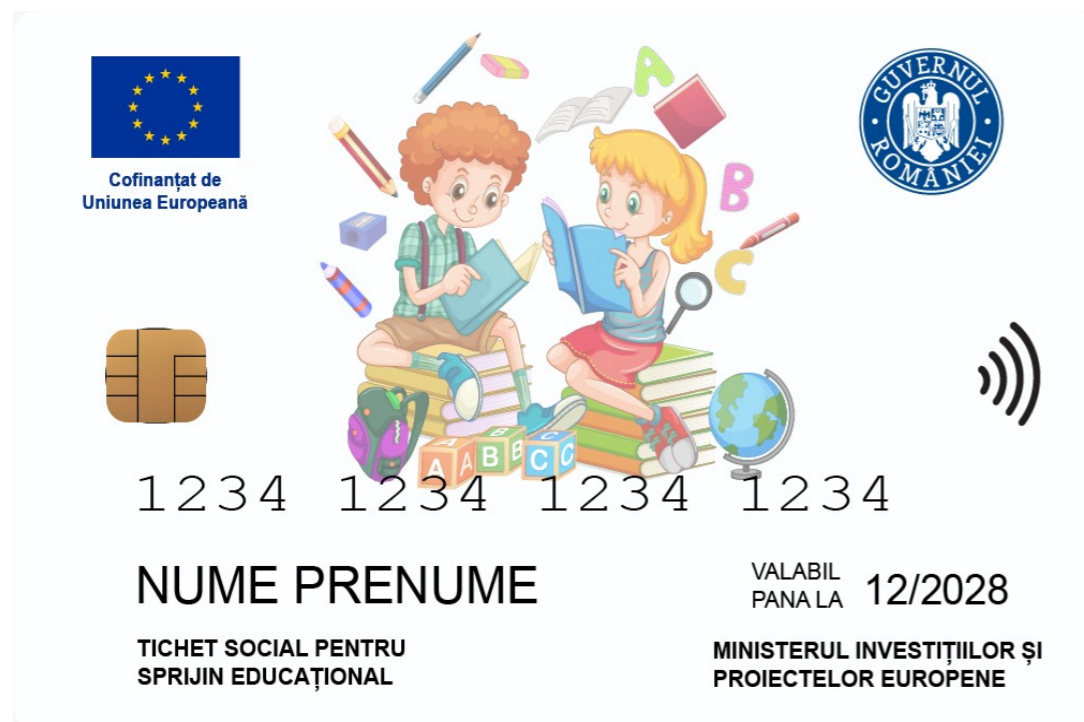 Cofinanțat de
Uniunea Europeană
GUVERNUL ROMÂNIEI
A
B
C
A A B B C C
1234 1234 1234 1234
NUME PRENUME
VALABIL
PANA LA 12/2028
TICHET SOCIAL PENTRU
SPRIJIN EDUCAȚIONAL
MINISTERUL INVESTIȚIILOR ȘI
PROIECTELOR EUROPENE